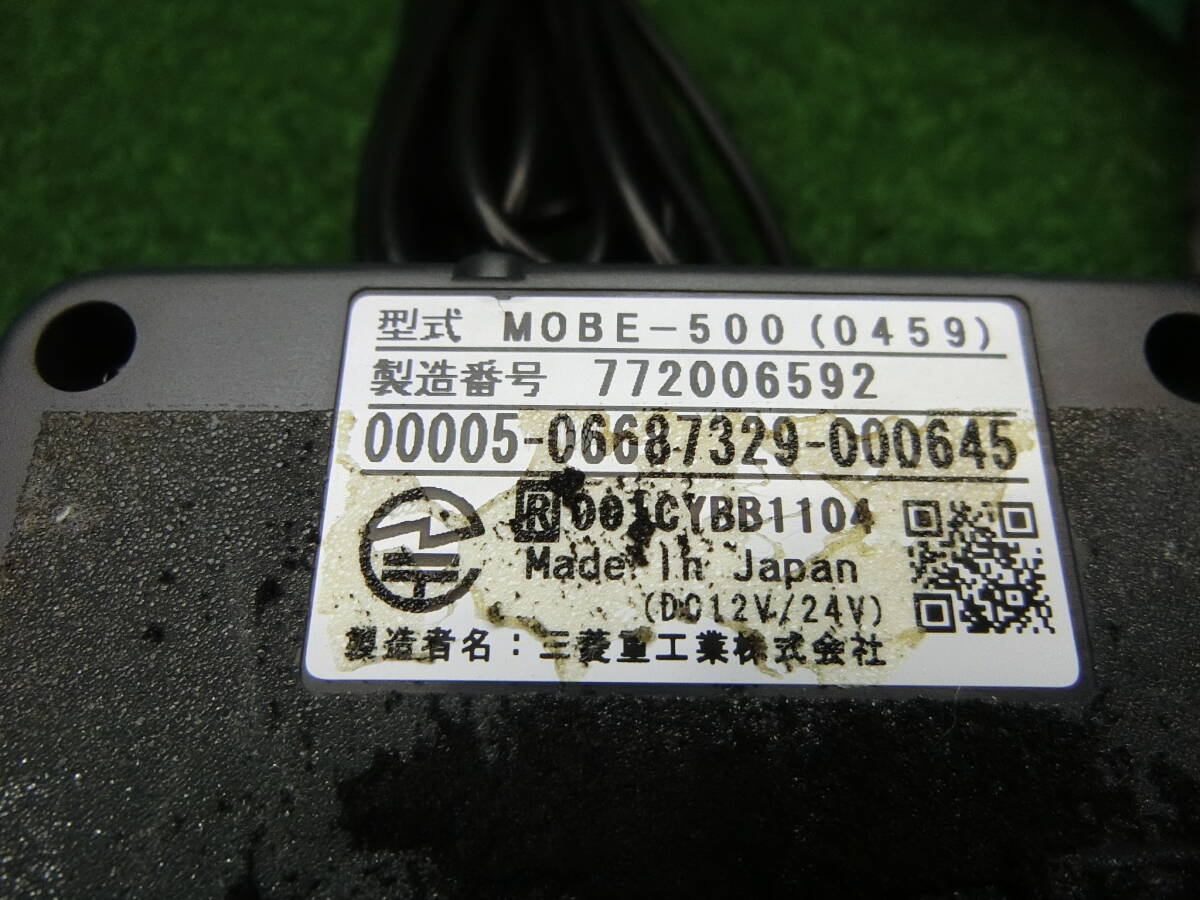 型式 MOBE-500(0459)
製造番号 772006592
00005-06687329-000645
R 001CYBB1104
Made In Japan
(DC12V/24V)
製造者名:三菱重工業株式会社